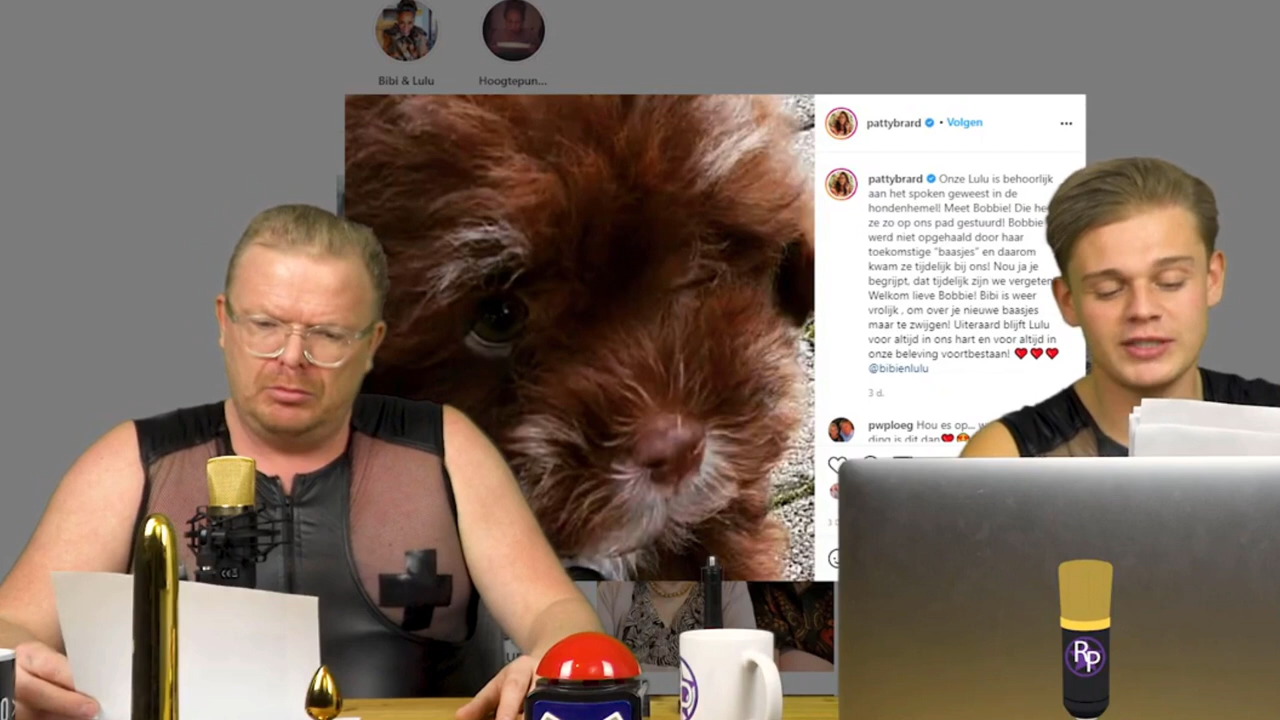 Bibi & Lulu
Hoogtepun...
pattybrard • Volgen
pattybrard Onze Lulu is behoorlijk
aan het spoken geweest in de
hondenhemel! Meet Bobbie! Die
ze zo op ons pad gestuurd! Bobbie
werd niet opgehaald door haar
toekomstige "baasjes" en daarom
kwam ze tijdelijk bij ons! Nou ja je
begrijpt, dat tijdelijk zijn we vergeten
Welkom lieve Bobbie! Bibi is weer
vrolijk , om over je nieuwe baasjes
maar te zwijgen! Uiteraard blijft Lulu
voor altijd in ons hart en voor altijd in
onze beleving voortbestaan! ❤️❤️❤️
@bibienlulu
3 d.
pwploeg Hou es op...
ding is dit dan❤️
RP
CE